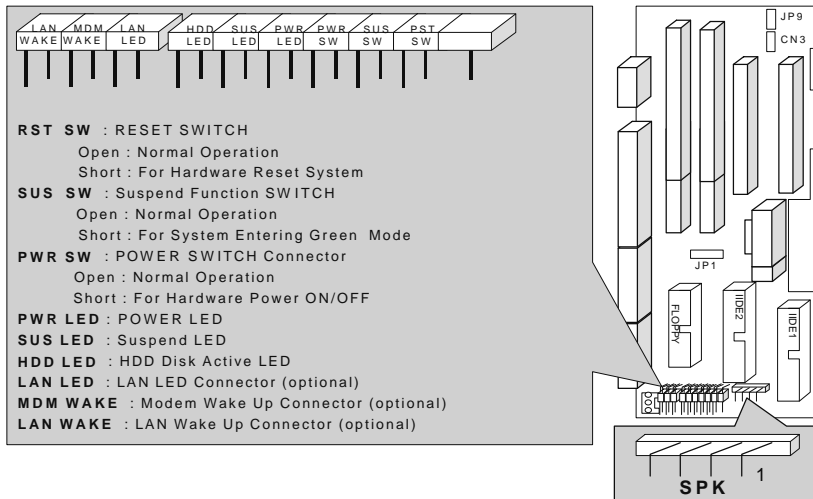 LAN MDM LAN HDD SUS PWR PWR SUS PST
WAKE WAKE LED LED LED LED SW SW SW
RST SW : RESET SWITCH
Open : Normal Operation
Short : For Hardware Reset System
SUS SW : Suspend Function SWITCH
Open : Normal Operation
Short : For System Entering Green Mode
PWR SW : POWER SWITCH Connector
Open : Normal Operation
Short : For Hardware Power ON/OFF
PWR LED : POWER LED
SUS LED : Suspend LED
HDD LED : HDD Disk Active LED
LAN LED : LAN LED Connector (optional)
MDM WAKE : Modem Wake Up Connector (optional)
LAN WAKE : LAN Wake Up Connector (optional)
JP9
CN3
JP1
FLOPPY
IIDE2
IIDE1
1
SPK